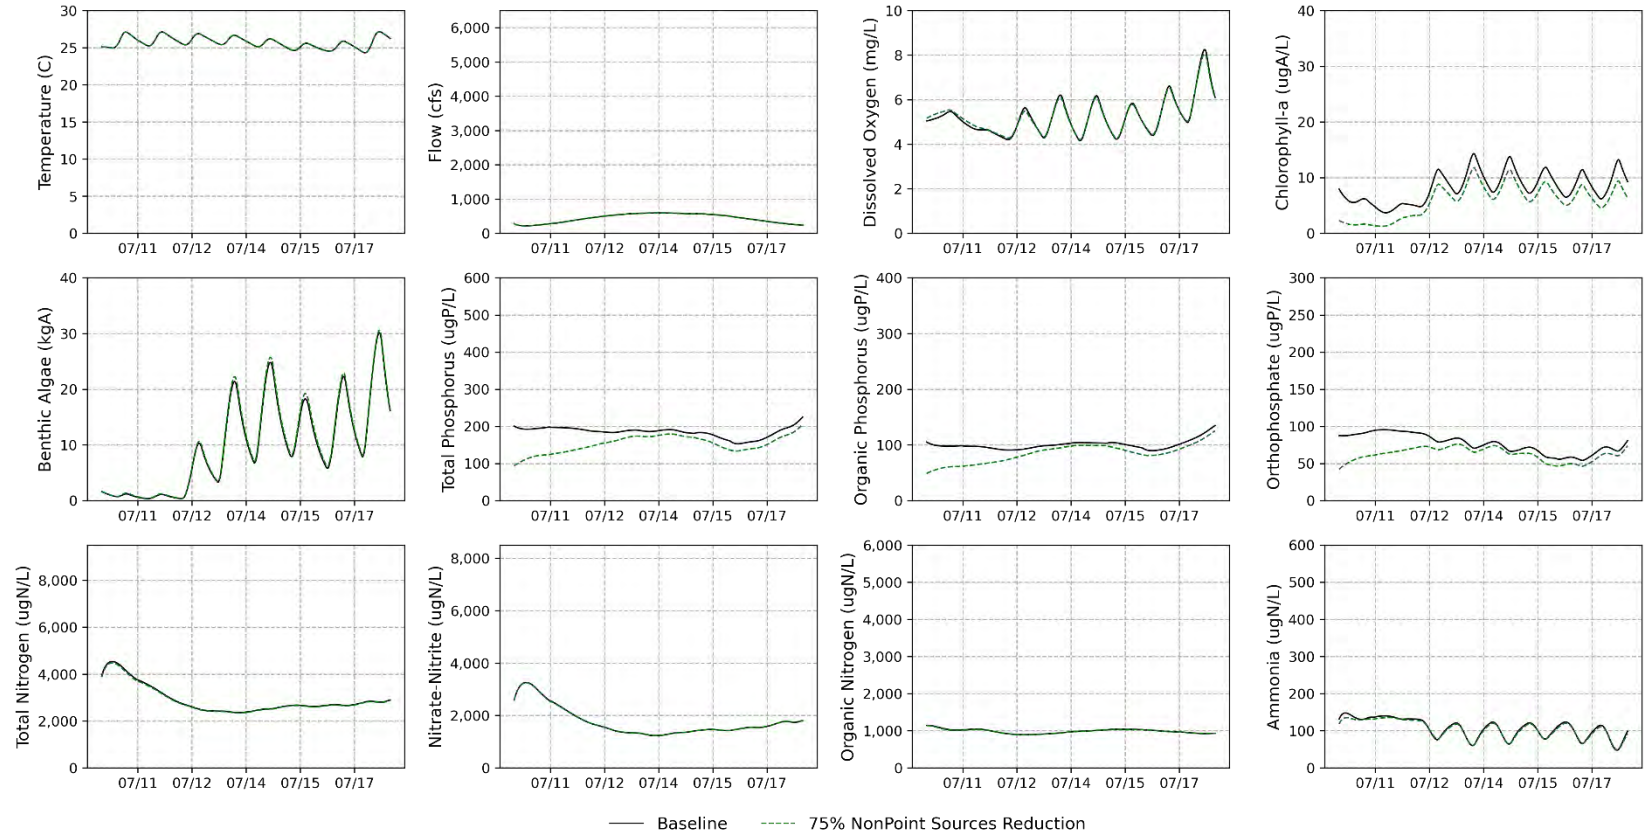 Temperature (C)
30
25
20
15
10
5
0
07/11 07/12 07/14 07/15 07/17
Flow (cfs)
6,000
5,000
4,000
3,000
2,000
1,000
0
07/11 07/12 07/14 07/15 07/17
Dissolved Oxygen (mg/L)
10
8
6
4
2
0
07/11 07/12 07/14 07/15 07/17
Chlorophyll-a (ugA/L)
40
30
20
10
0
07/11 07/12 07/14 07/15 07/17
Benthic Algae (kgA)
40
30
20
10
0
07/11 07/12 07/14 07/15 07/17
Total Phosphorus (ugP/L)
600
500
400
300
200
100
0
07/11 07/12 07/14 07/15 07/17
Organic Phosphorus (ugP/L)
400
300
200
100
0
07/11 07/12 07/14 07/15 07/17
Orthophosphate (ugP/L)
300
250
200
150
100
50
0
07/11 07/12 07/14 07/15 07/17
Total Nitrogen (ugN/L)
8,000
6,000
4,000
2,000
0
07/11 07/12 07/14 07/15 07/17
Nitrate-Nitrite (ugN/L)
8,000
6,000
4,000
2,000
0
07/11 07/12 07/14 07/15 07/17
Organic Nitrogen (ugN/L)
6,000
5,000
4,000
3,000
2,000
1,000
0
07/11 07/12 07/14 07/15 07/17
Ammonia (ugN/L)
600
500
400
300
200
100
0
07/11 07/12 07/14 07/15 07/17
Baseline 75% NonPoint Sources Reduction